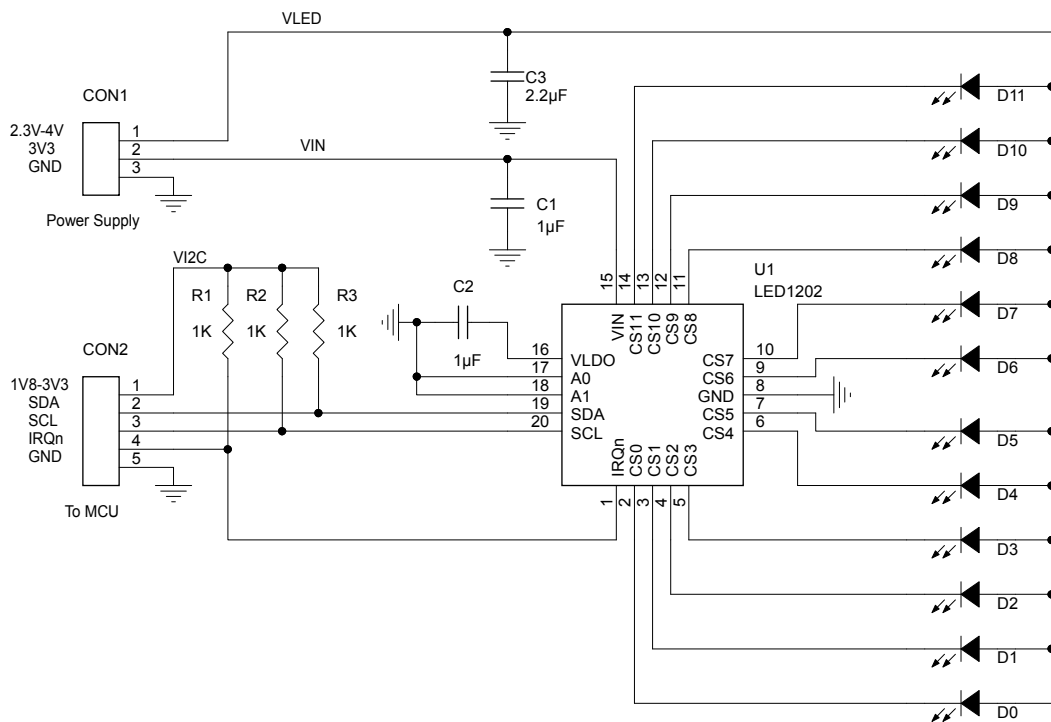 VLED
C3
2.2µF
D11
CON1
2.3V-4V
3V3
GND
1
2
3
VIN
D10
Power Supply
C1
1µF
D9
VI2C
D8
R1
1K
R2
1K
R3
1K
C2
1µF
U1
LED1202
15
14
13
12
11
VIN
CS11
CS10
CS9
CS8
D7
16
17
18
19
20
VLDO
A0
A1
SDA
SCL
CS7
CS6
GND
CS5
CS4
10
9
8
7
6
D6
CON2
1V8-3V3
SDA
SCL
IRQn
GND
1
2
3
4
5
To MCU
IRQn
CS0
CS1
CS2
CS3
1
2
3
4
5
D5
D4
D3
D2
D1
D0